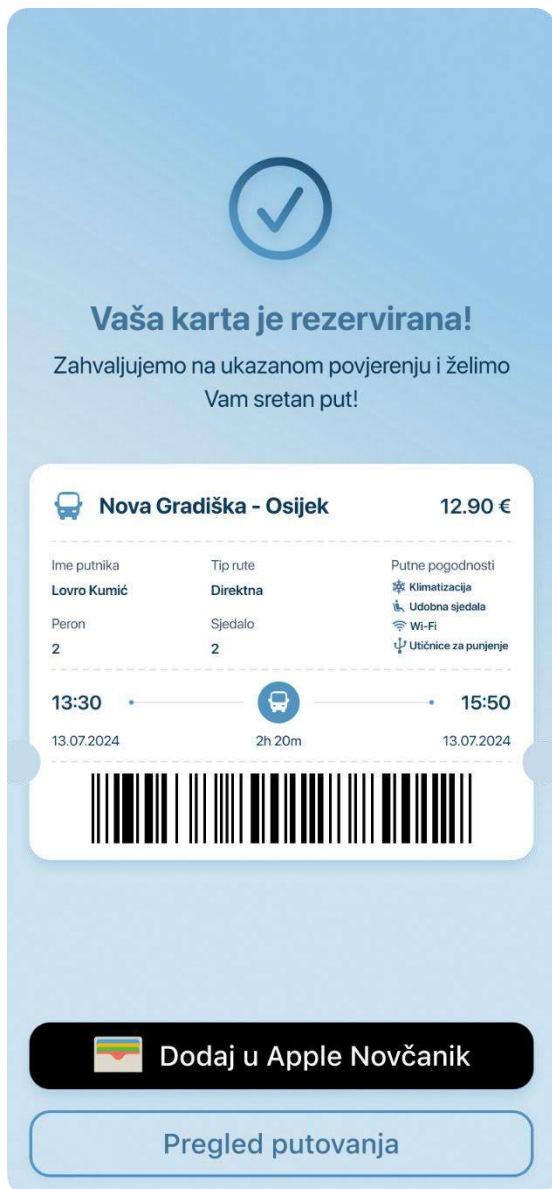 Vaša karta je rezervirana!
Zahvaljujemo na ukazanom povjerenju i želimo
Vam sretan put!
Nova Gradiška - Osijek
12.90 €
Ime putnika
Lovro Kumić
Tip rute
Direktna
Putne pogodnosti
Klimatizacija
Udobna sjedala
Wi-Fi
Utičnice za punjenje
Peron
2
Sjedalo
2
13:30
15:50
13.07.2024
2h 20m
13.07.2024
Dodaj u Apple Novčanik
Pregled putovanja